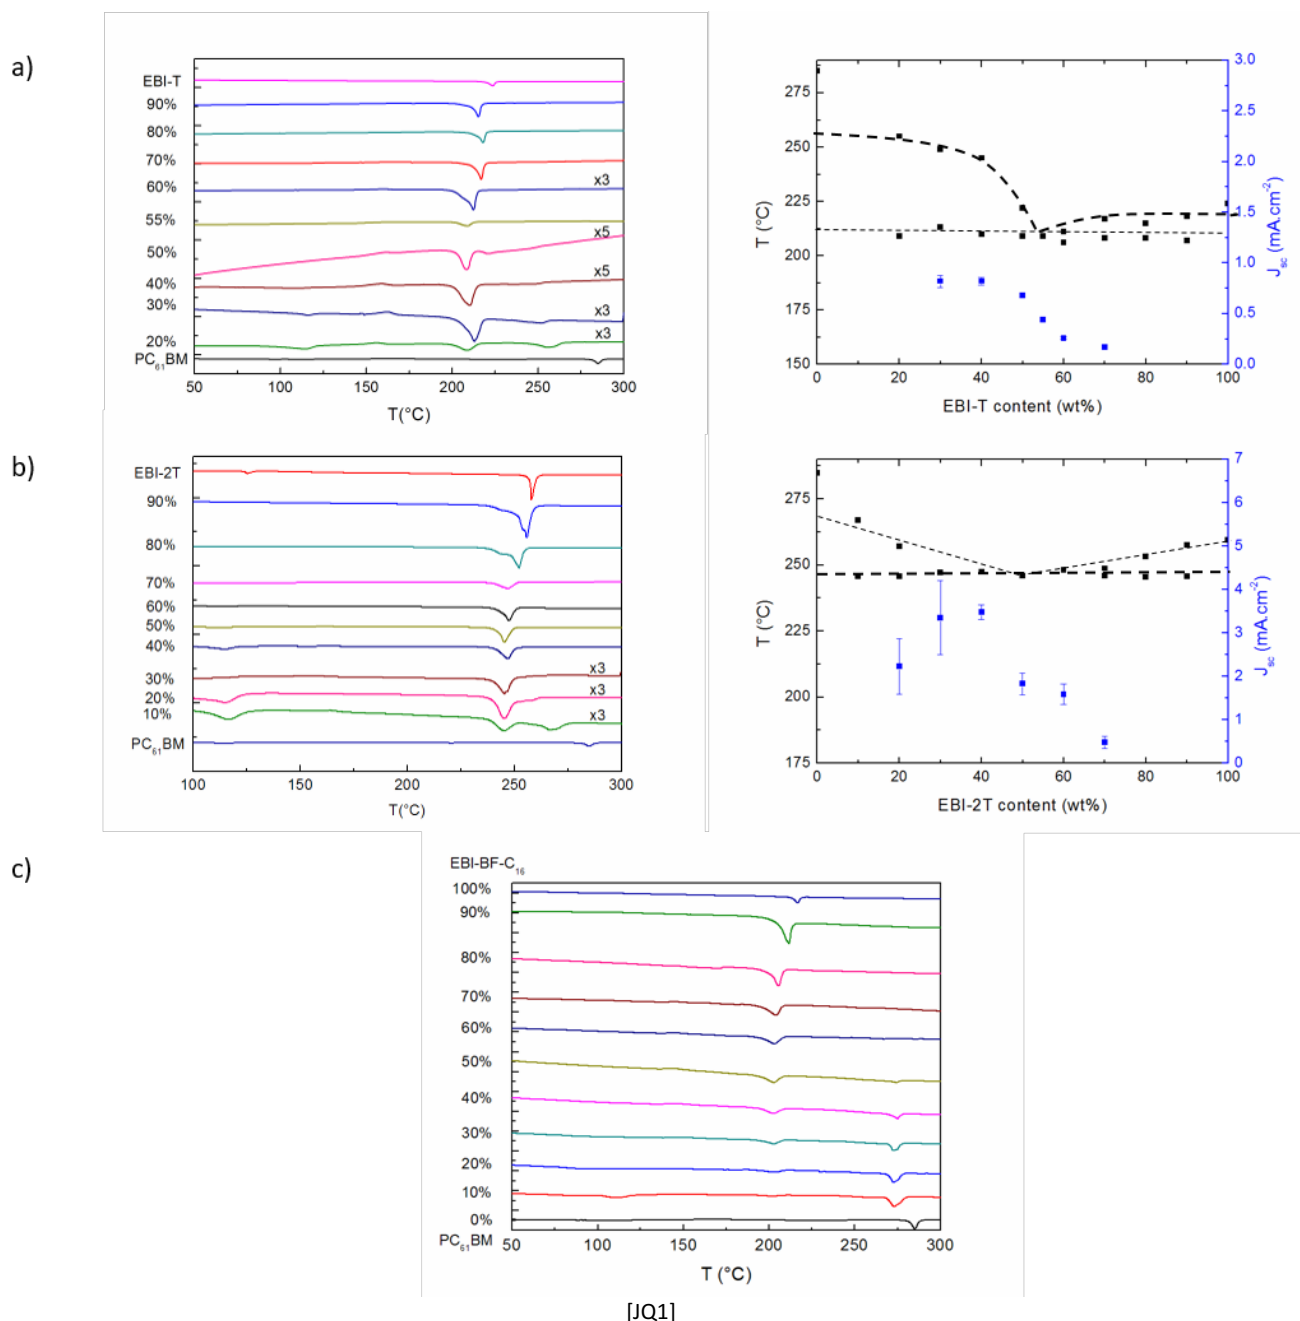 a)
EBI-T
90%
80%
70%
60%
55%
50%
40%
30%
20%
PC61BM
x3
x5
x5
x3
x3
50 100 150 200 250 300
T(°C)
275
250
225
200
175
150
T (°C)
3.0
2.5
2.0
1.5
1.0
0.5
0.0
Jsc (mA.cm-2)
0 20 40 60 80 100
EBI-T content (wt%)
b)
EBI-2T
90%
80%
70%
60%
50%
40%
30%
20%
10%
PC61BM
x3
x3
x3
100 150 200 250 300
T(°C)
275
250
225
200
175
T (°C)
7
6
5
4
3
2
1
0
Jsc (mA.cm-2)
0 20 40 60 80 100
EBI-2T content (wt%)
c)
EBI-BF-C16
100%
90%
80%
70%
60%
50%
40%
30%
20%
10%
0%
PC61BM
50 100 150 200 250 300
T (°C)
[JQ1]